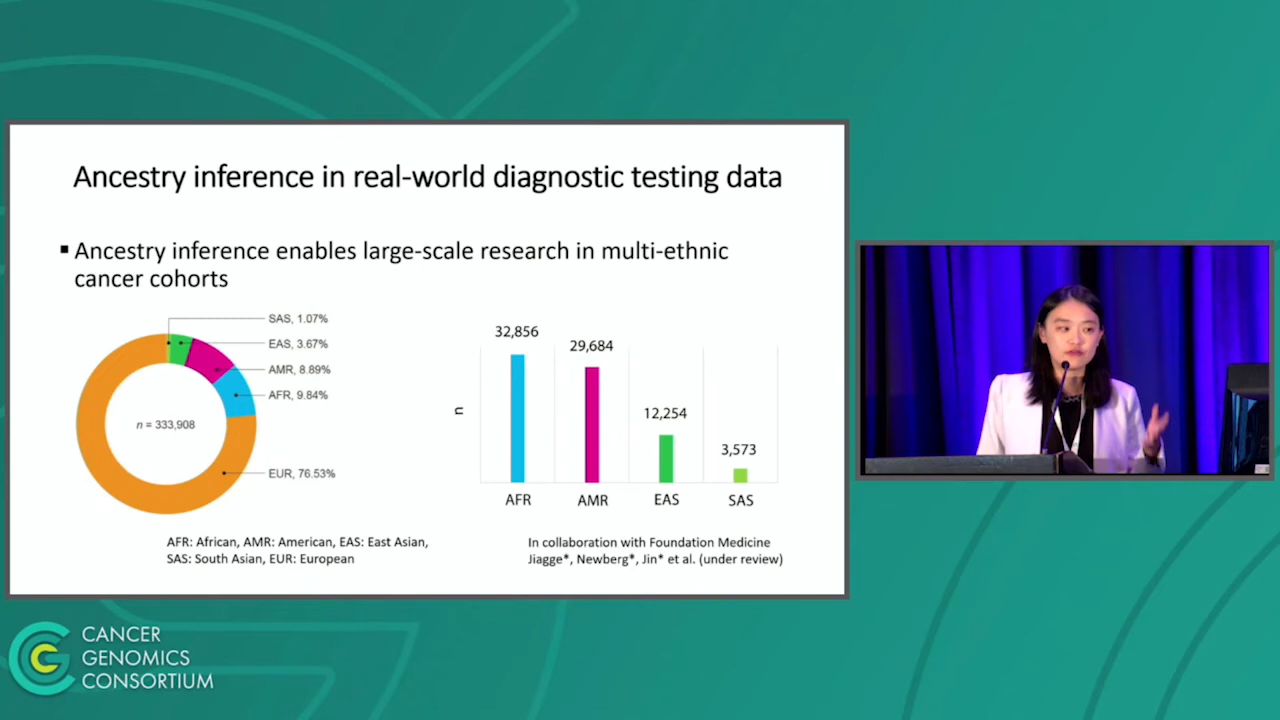 Ancestry inference in real-world diagnostic testing data
▪ Ancestry inference enables large-scale research in multi-ethnic
cancer cohorts
SAS, 1.07%
EAS, 3.67%
AMR, 8.89%
AFR, 9.84%
n = 333,908
EUR, 76.53%
AFR: African, AMR: American, EAS: East Asian,
SAS: South Asian, EUR: European
32,856
29,684
12,254
3,573
n
AFR
AMR
EAS
SAS
In collaboration with Foundation Medicine
Jiagge*, Newberg*, Jin* et al. (under review)
CANCER
GENOMICS
CONSORTIUM